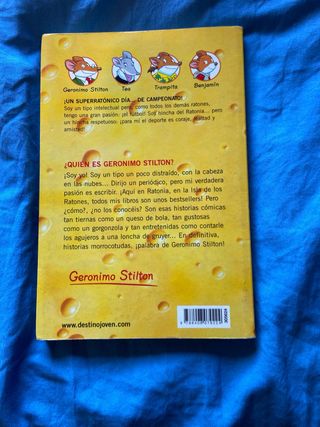 Geronimo Stilton Tea Trampita Benjamín
¡UN SUPERRATÓNICO DÍA... DE CAMPEONATO!
Soy un tipo intelectual pero, como todos los demás ratones,
tengo una gran pasión: ¡el fútbol! Soy hincha del Ratonia... pero
un hincha respetuoso: ¡para mí el deporte es coraje, lealtad y
amistad!
¿QUIÉN ES GERONIMO STILTON?
¡Soy yo! Soy un tipo un poco distraído, con la cabeza
en las nubes... Dirijo un periódico, pero mi verdadera
pasión es escribir. ¡Aquí en Ratonia, en la Isla de los
Ratones, todos mis libros son unos bestsellers! Pero
¿cómo?, ¿no los conocéis? Son esas historias cómicas
tan tiernas como un queso de bola, tan gustosas
como un gorgonzola y tan entretenidas como contarle
los agujeros a una loncha de gruyer... En definitiva,
historias morrocotudas, ¡palabra de Geronimo Stilton!
Geronimo Stilton
www.destinojoven.com